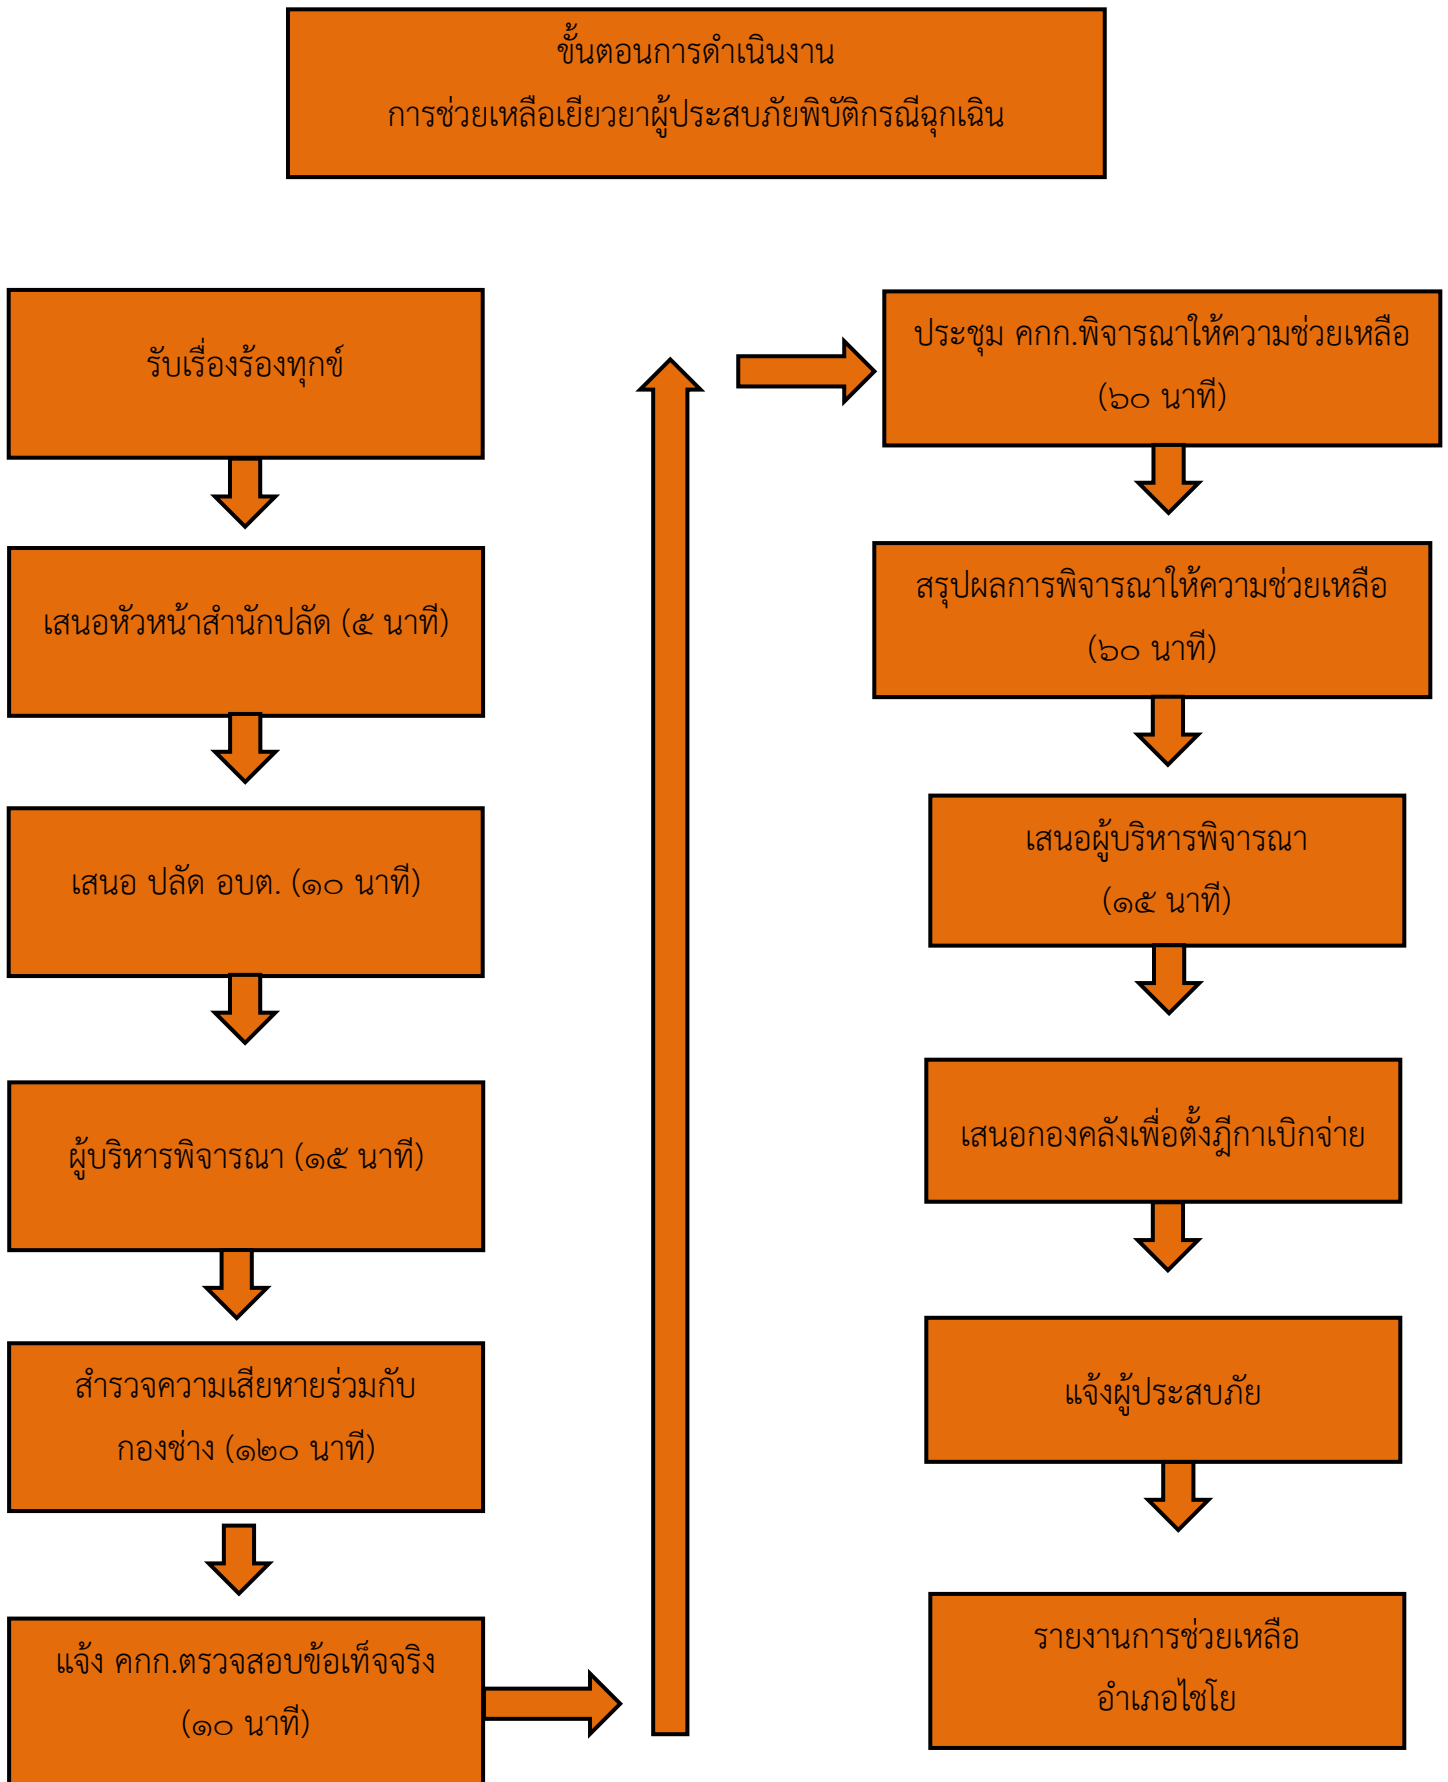 ขั้นตอนการดำเนินงาน
การช่วยเหลือเยียวยาผู้ประสบภัยพิบัติกรณีฉุกเฉิน
รับเรื่องร้องทุกข์
เสนอหัวหน้าสำนักปลัด (๕ นาที)
เสนอ ปลัด อบต. (๑๐ นาที)
ผู้บริหารพิจารณา (๑๕ นาที)
สำรวจความเสียหายร่วมกับ
กองช่าง (๑๒๐ นาที)
แจ้ง คกก.ตรวจสอบข้อเท็จจริง
(๑๐ นาที)
ประชุม คกก.พิจารณาให้ความช่วยเหลือ
(๖๐ นาที)
สรุปผลการพิจารณาให้ความช่วยเหลือ
(๖๐ นาที)
เสนอผู้บริหารพิจารณา
(๑๕ นาที)
เสนอกองคลังเพื่อตั้งฎีกาเบิกจ่าย
แจ้งผู้ประสบภัย
รายงานการช่วยเหลือ
อำเภอไชโย